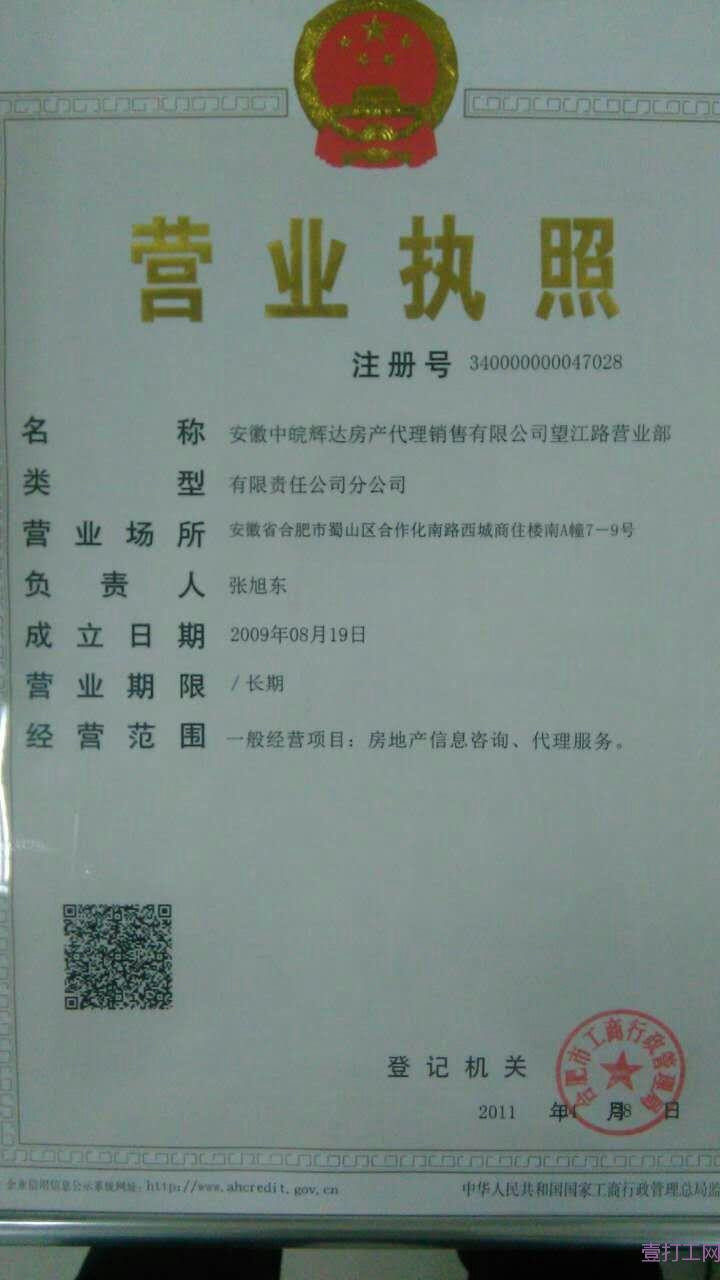 营业执照
注册号 340000000047028
名称 安徽中皖辉达房产代理销售有限公司望江路营业部
类型 有限责任公司分公司
营业场所 安徽省合肥市蜀山区合作化南路西城商住楼南A幢7-9号
负责人 张旭东
成立日期 2009年08月19日
营业期限 / 长期
经营范围 一般经营项目：房地产信息咨询、代理服务。
合肥市工商行政管理局
登记机关
2011 年 月 日
企业信用信息公示系统网址：http://www.ahcredit.gov.cn
中华人民共和国国家工商行政管理总局监
壹打工网